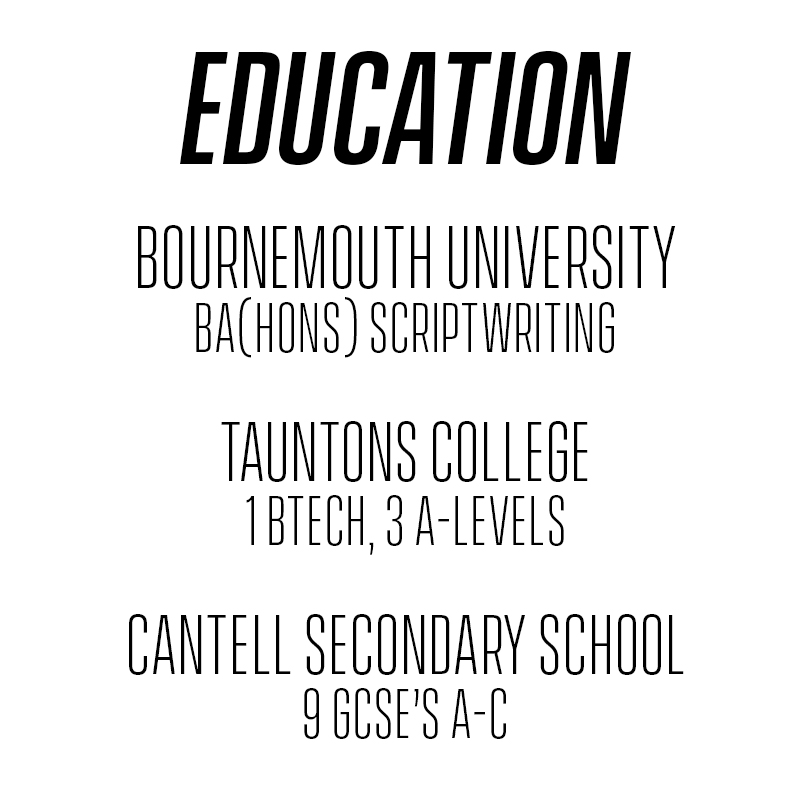 EDUCATION
BOURNEMOUTH UNIVERSITY
BA(HONS) SCRIPTWRITING
TAUNTONS COLLEGE
1 BTECH, 3 A-LEVELS
CANTELL SECONDARY SCHOOL
9 GCSE'S A-C